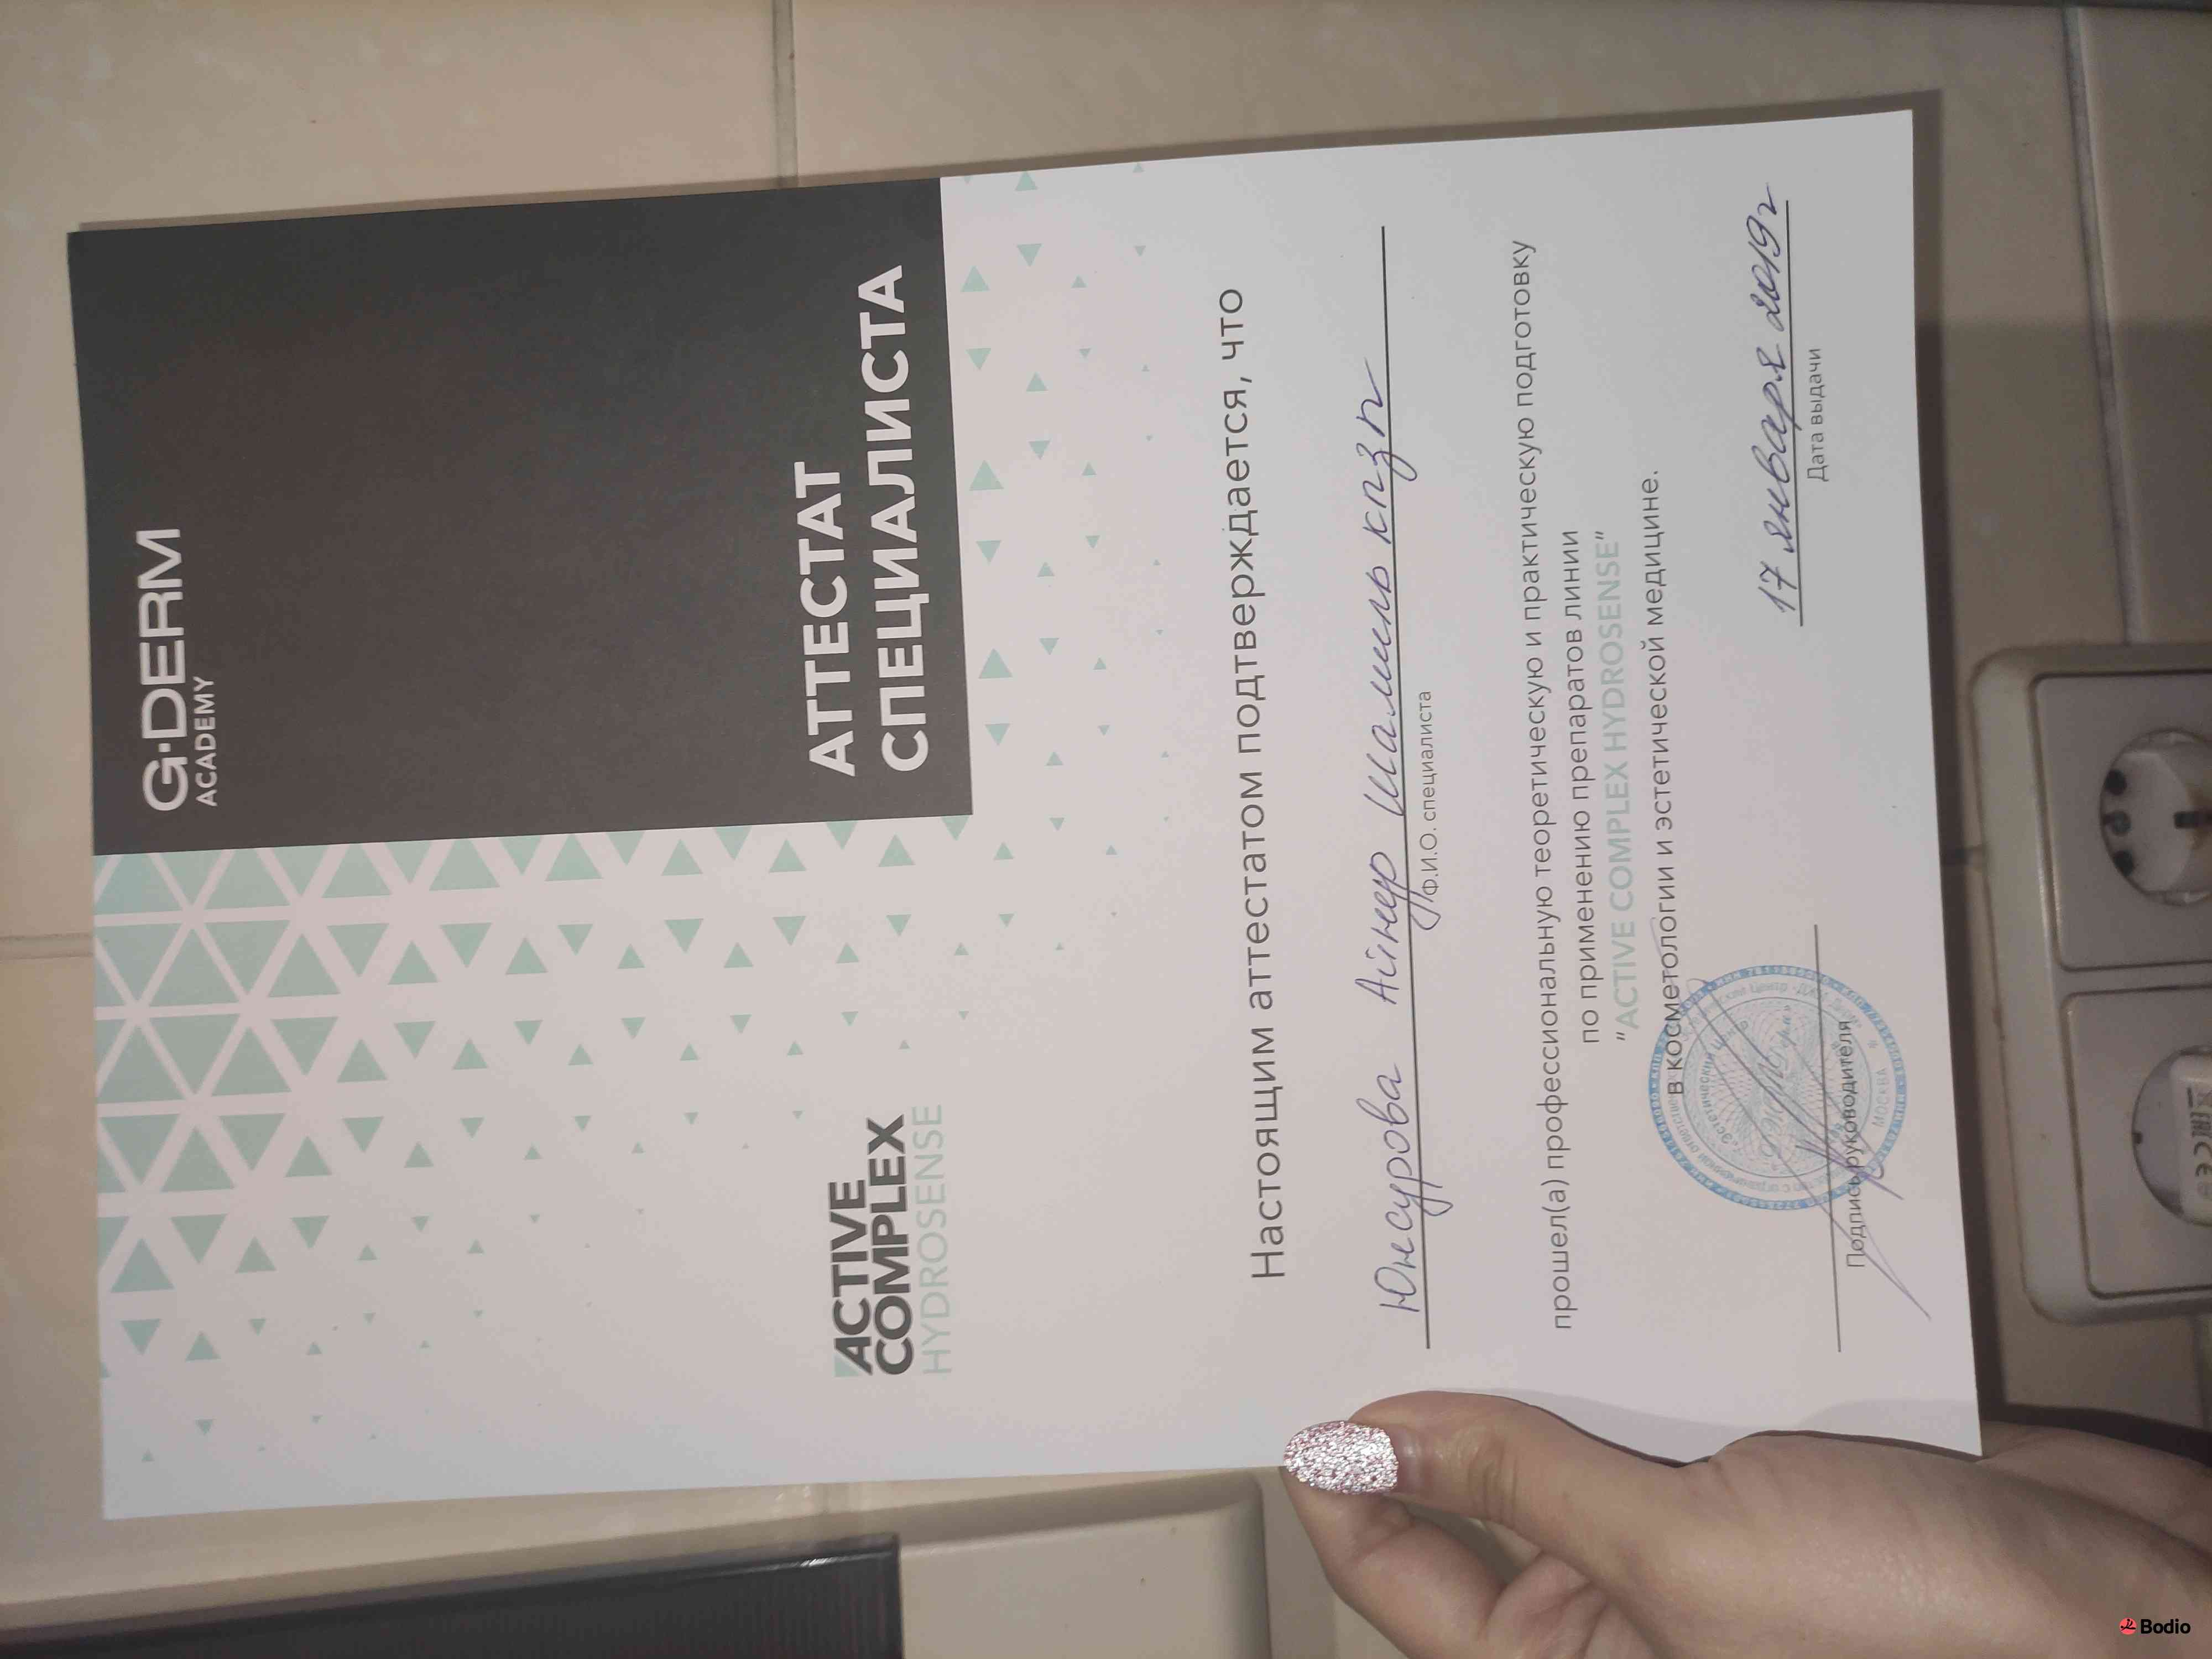 G·DERM
ACADEMY
АТТЕСТАТ
СПЕЦИАЛИСТА
ACTIVE
COMPLEX
HYDROSENSE
Настоящим аттестатом подтверждается, что
Юнсурова Айнур Шамиль кпзп
Ф.И.О. специалиста
прошел(а) профессиональную теоретическую и практическую подготовку
по применению препаратов линии
"ACTIVE COMPLEX HYDROSENSE"
в косметологии и эстетической медицине.
17 января 2019г
Дата выдачи
Подпись руководителя
МОСКВА
Bodio